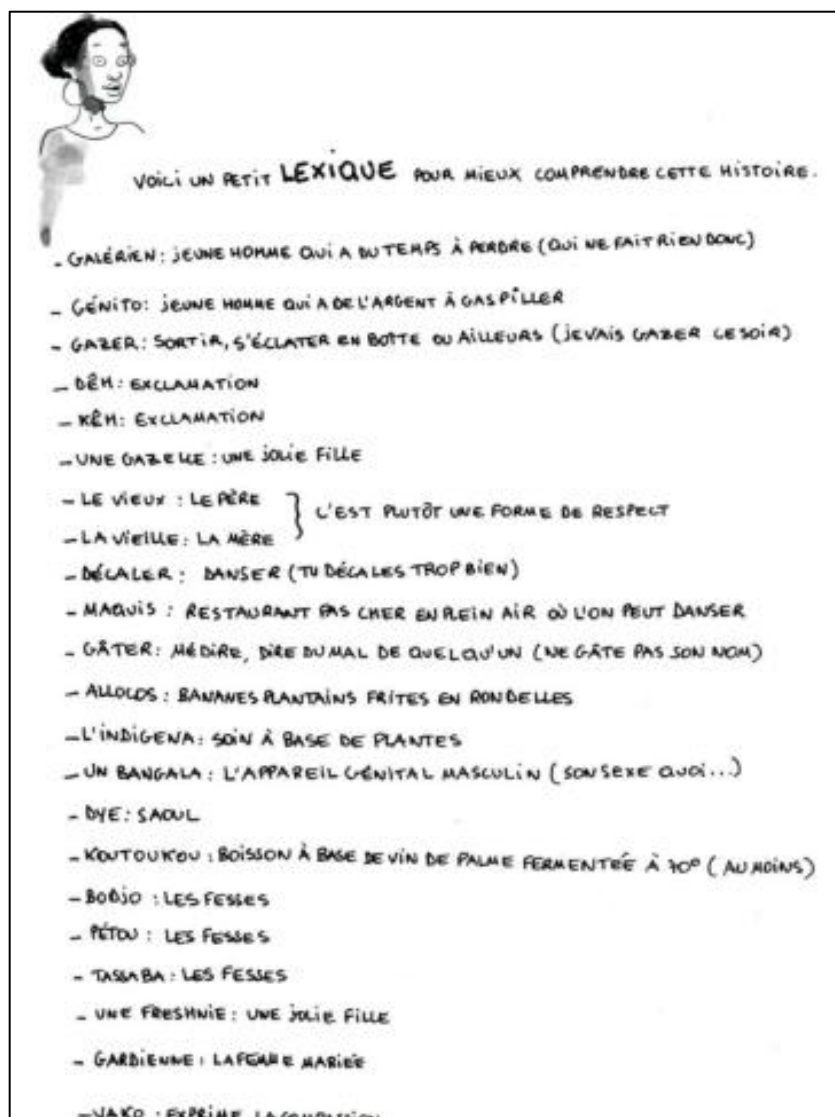 VOICI UN PETIT LEXIQUE POUR MIEUX COMPRENDRE CETTE HISTOIRE.
- GALÉRIEN : JEUNE HOMME QUI A DU TEMPS À PERDRE (QUI NE FAIT RIEN DONC)
- GÉNITO : JEUNE HOMME QUI A DE L'ARGENT À GASPILLER
- GAZER : SORTIR, S'ÉCLATER EN BOÎTE OU AILLEURS (JE VAIS GAZER CE SOIR)
- DÊH : EXCLAMATION
- KÊH : EXCLAMATION
- UNE GAZELLE : UNE JOLIE FILLE
- LE VIEUX : LE PÈRE
- LA VIEILLE : LA MÈRE
C'EST PLUTÔT UNE FORME DE RESPECT
- DÉCALER : DANSER (TU DÉCALES TROP BIEN)
- MAQUIS : RESTAURANT PAS CHER EN PLEIN AIR OÙ L'ON PEUT DANSER
- GÂTER : MÉDIRE, DIRE DU MAL DE QUELQU'UN (NE GÂTE PAS SON NOM)
- ALLOCOS : BANANES PLANTAINS FRITES EN RONDELLES
- L'INDIGENA : SOIN À BASE DE PLANTES
- UN BANGALA : L'APPAREIL GÉNITAL MASCULIN (SON SEXE QUOI...)
- DYE : SAOUL
- KOUTOUKOU : BOISSON À BASE DE VIN DE PALME FERMENTÉE À 70° (AU MOINS)
- BODJO : LES FESSES
- PÉTOU : LES FESSES
- TASSABA : LES FESSES
- UNE FRESHNIE : UNE JOLIE FILLE
- GARDIENNE : LA FEMME MARIÉE
- YAKO : EXPRIME LA COMPASSION